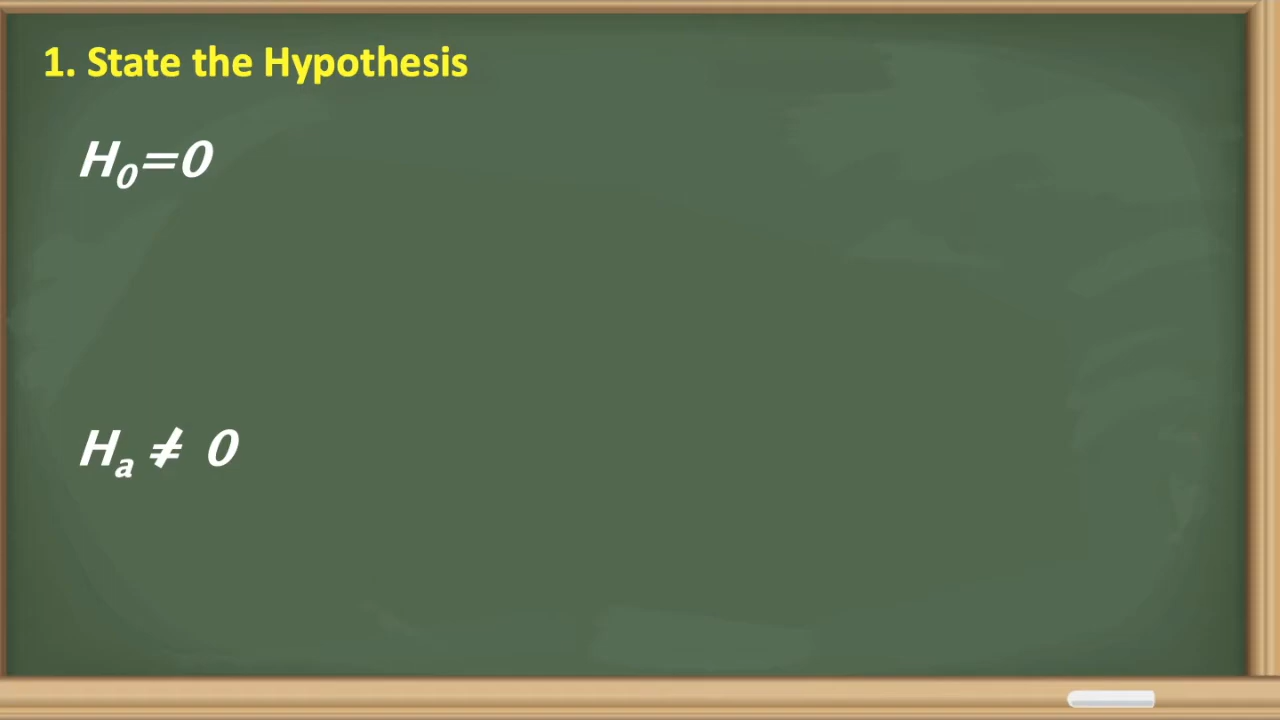 1. State the Hypothesis
H₀=0
Hₐ ≠ 0